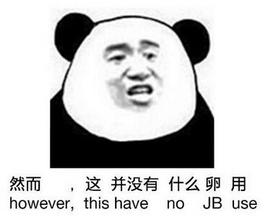 然而 , 这 并没有 什么 卵 用
however, this have no JB use